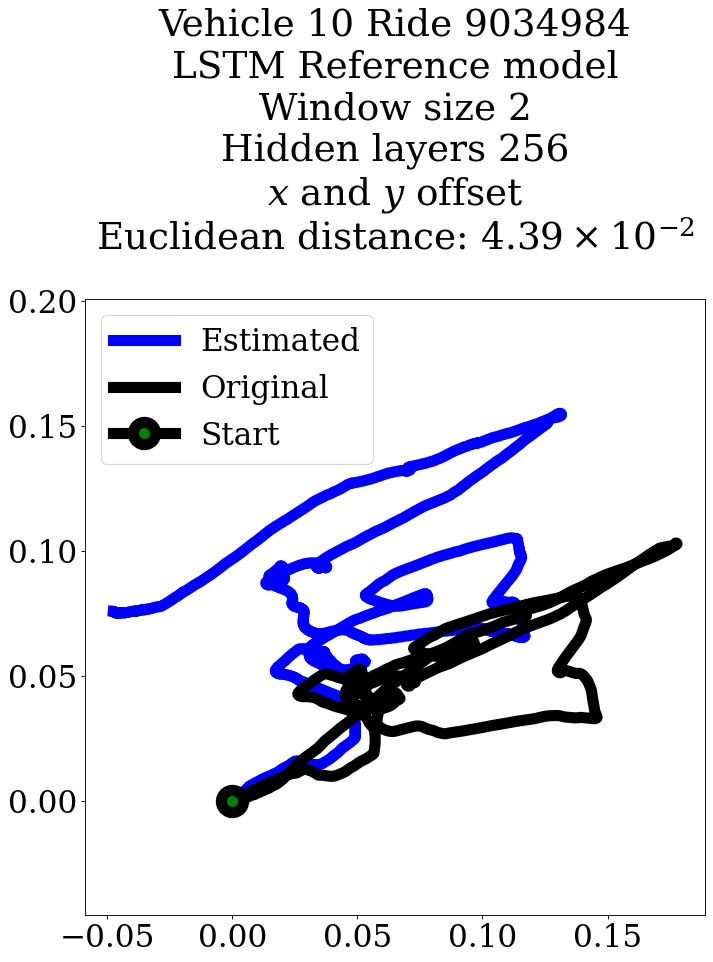 Vehicle 10 Ride 9034984
LSTM Reference model
Window size 2
Hidden layers 256
x and y offset
Euclidean distance: 4.39 × 10⁻²
0.20
0.15
0.10
0.05
0.00
Estimated
Original
Start
−0.05 0.00 0.05 0.10 0.15